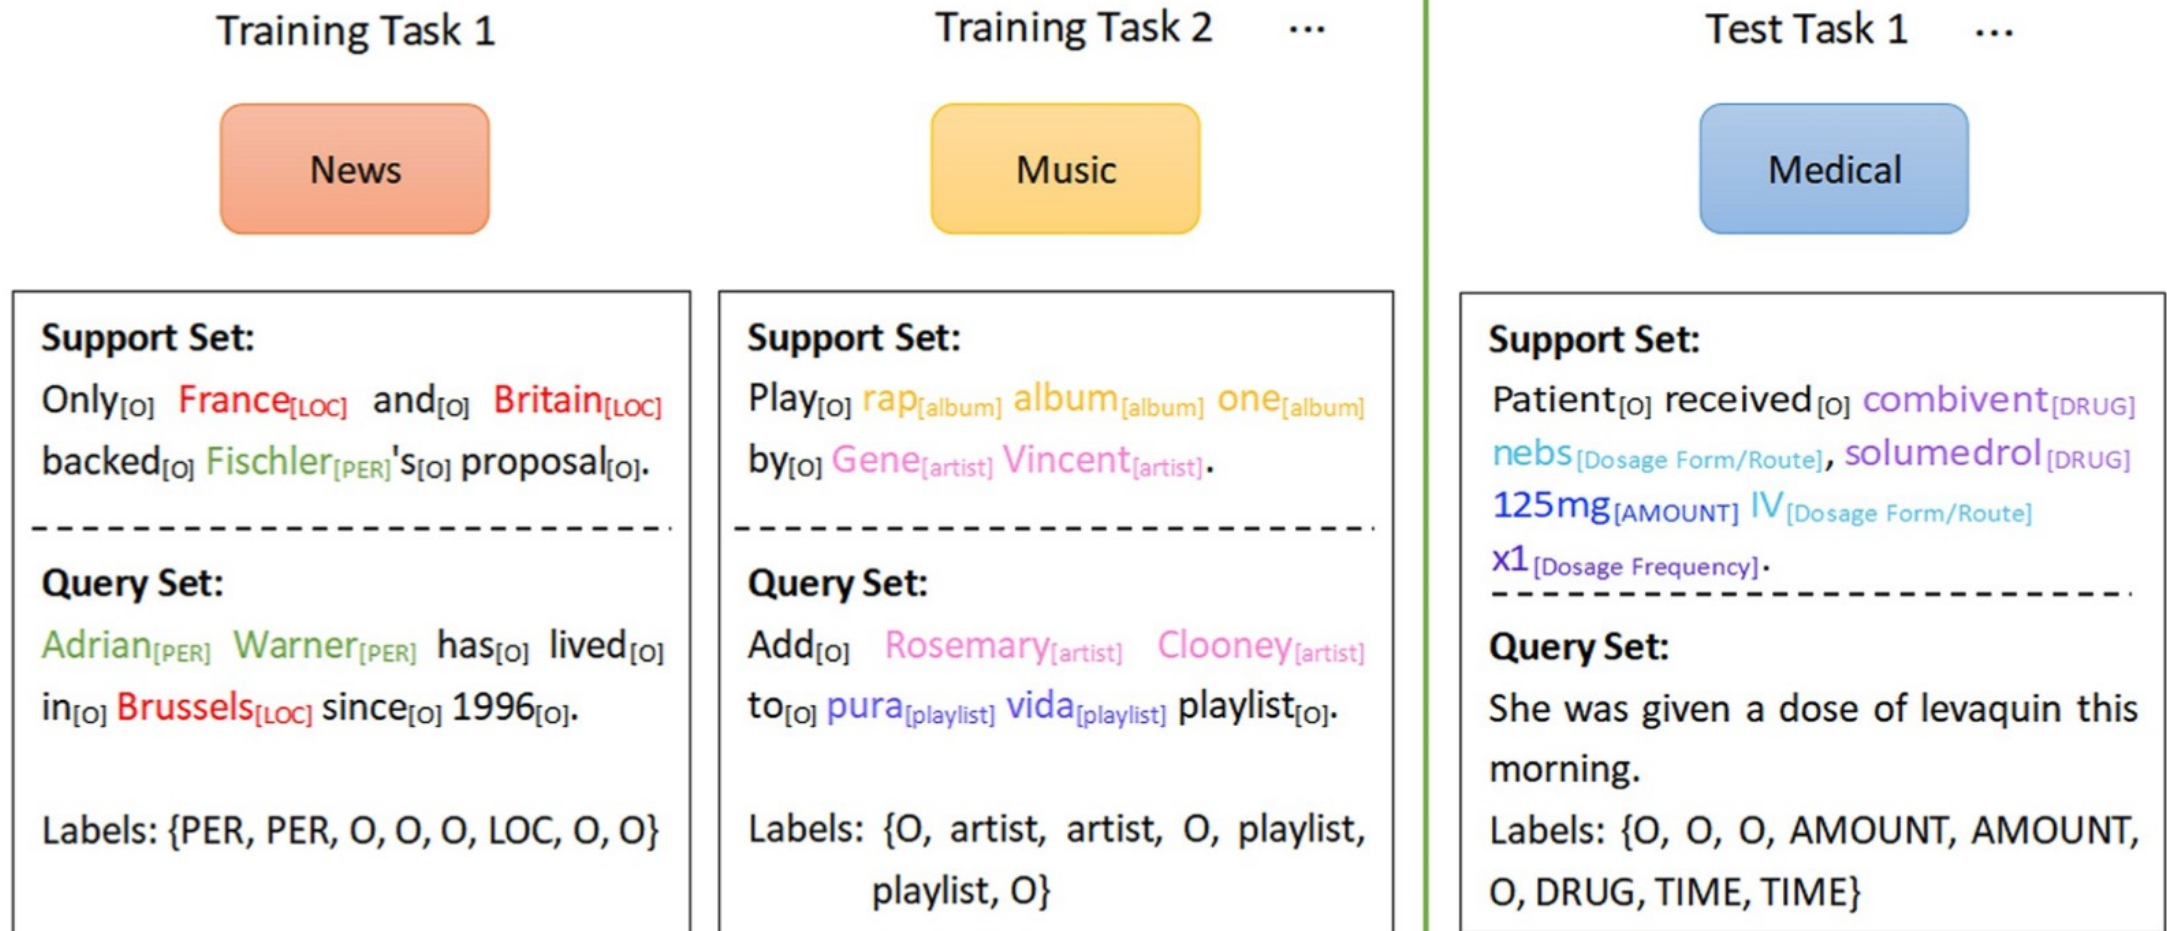 Training Task 1
Training Task 2 ...
Test Task 1 ...
News
Music
Medical
Support Set:
Only[O] France[LOC] and[O] Britain[LOC]
backed[O] Fischler[PER]'s[O] proposal[O].
Query Set:
Adrian[PER] Warner[PER] has[O] lived[O]
in[O] Brussels[LOC] since[O] 1996[O].
Labels: {PER, PER, O, O, O, LOC, O, O}
Support Set:
Play[O] rap[album] album[album] one[album]
by[O] Gene[artist] Vincent[artist].
Query Set:
Add[O] Rosemary[artist] Clooney[artist]
to[O] pura[playlist] vida[playlist] playlist[O].
Labels: {O, artist, artist, O, playlist,
playlist, O}
Support Set:
Patient[O] received[O] combivent[DRUG]
nebs[Dosage Form/Route], solumedrol[DRUG]
125mg[AMOUNT] IV[Dosage Form/Route]
x1[Dosage Frequency].
Query Set:
She was given a dose of levaquin this
morning.
Labels: {O, O, O, AMOUNT, AMOUNT,
O, DRUG, TIME, TIME}